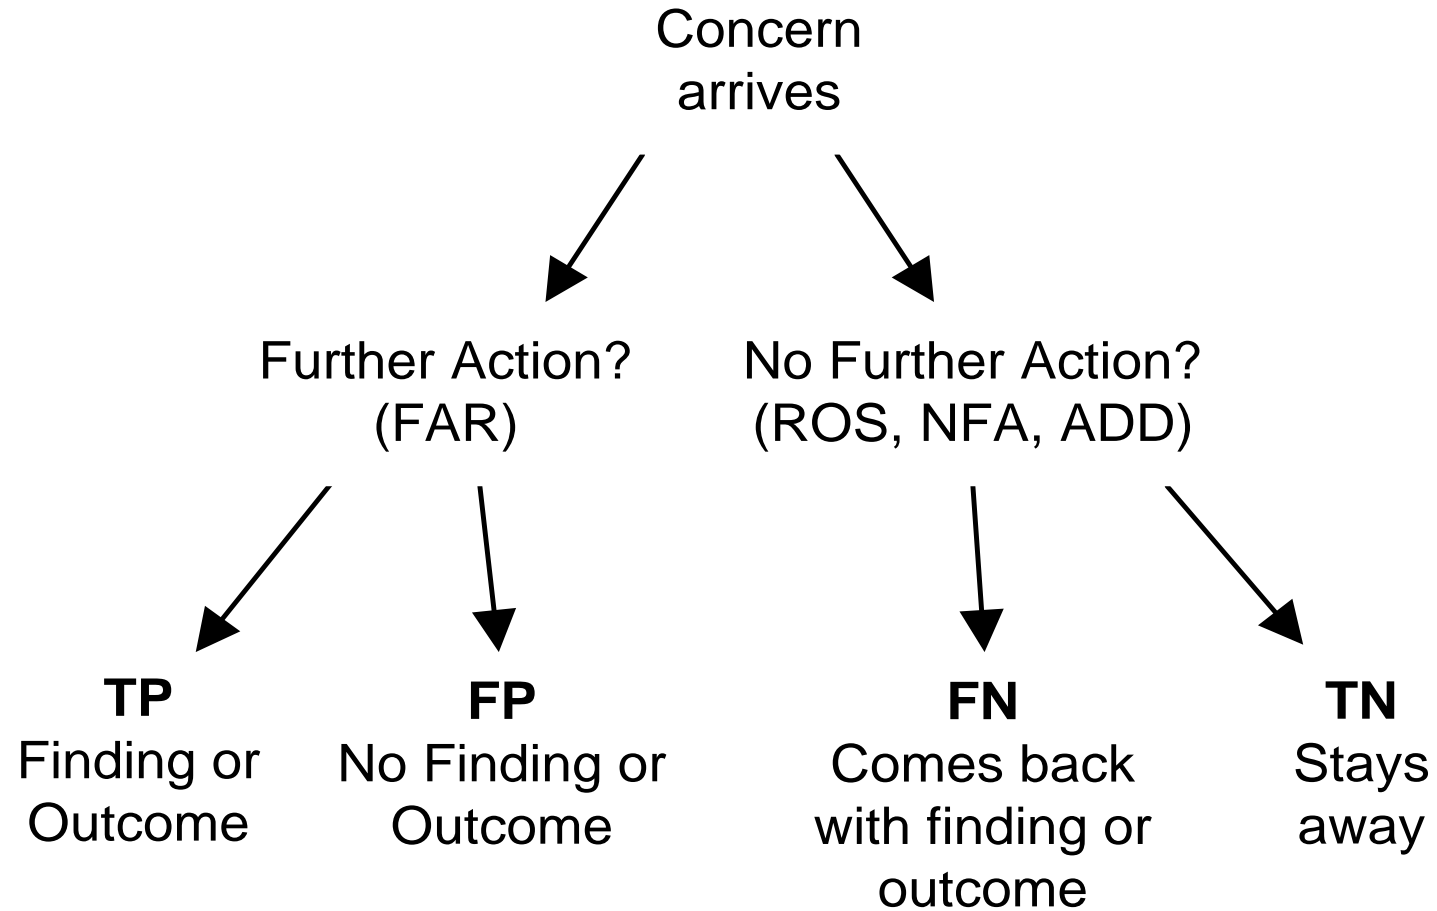 Concern
arrives
Further Action?
(FAR)
No Further Action?
(ROS, NFA, ADD)
TP
Finding or
Outcome
FP
No Finding or
Outcome
FN
Comes back
with finding or
outcome
TN
Stays
away